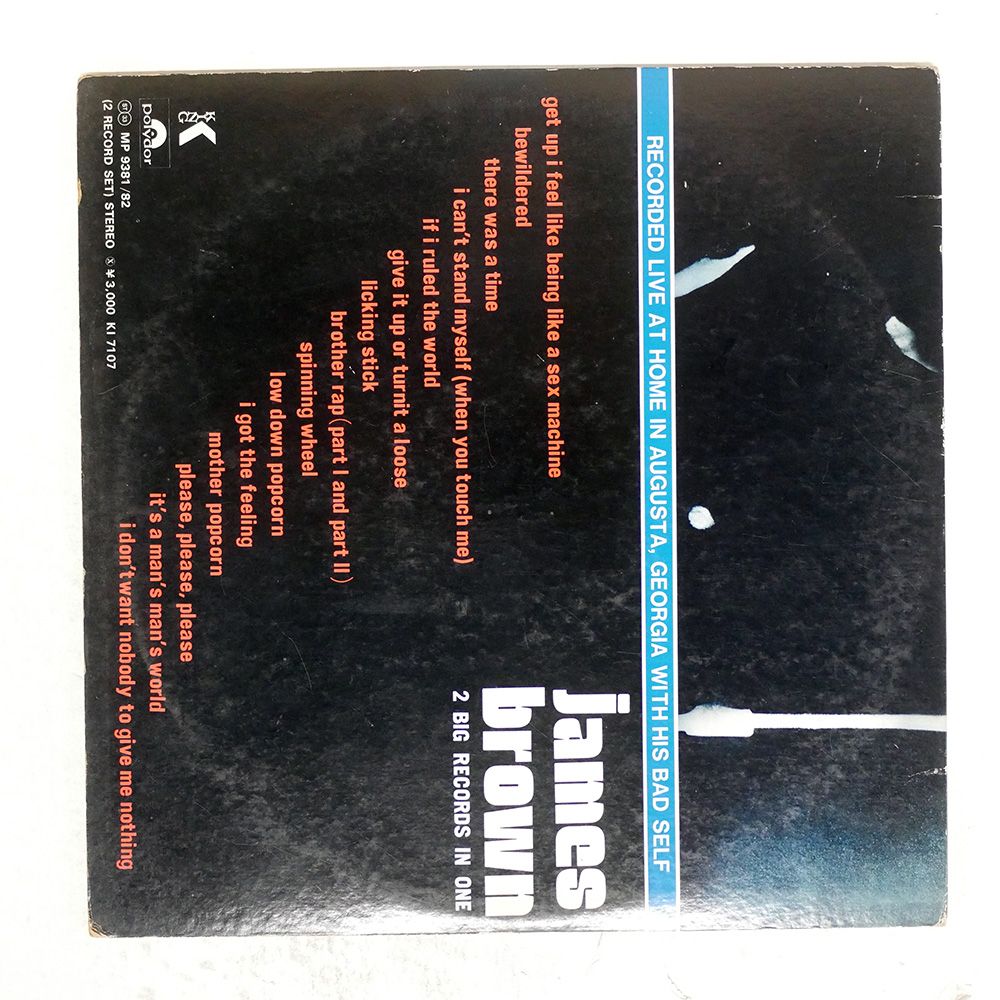 RECORDED LIVE AT HOME IN AUGUSTA, GEORGIA WITH HIS BAD SELF
get up i feel like being like a sex machine
bewildered
there was a time
i can't stand myself (when you touch me)
if i ruled the world
give it up or turnit a loose
licking stick
brother rap (part I and part II)
spinning wheel
low down popcorn
i got the feeling
mother popcorn
please, please, please
it's a man's man's world
i don't want nobody to give me nothing
james
brown
2 BIG RECORDS IN ONE
KING
polydor
ST 33 MP 9381/82
(2 RECORD SET) STEREO Ⓧ ¥3,000 KI 7107